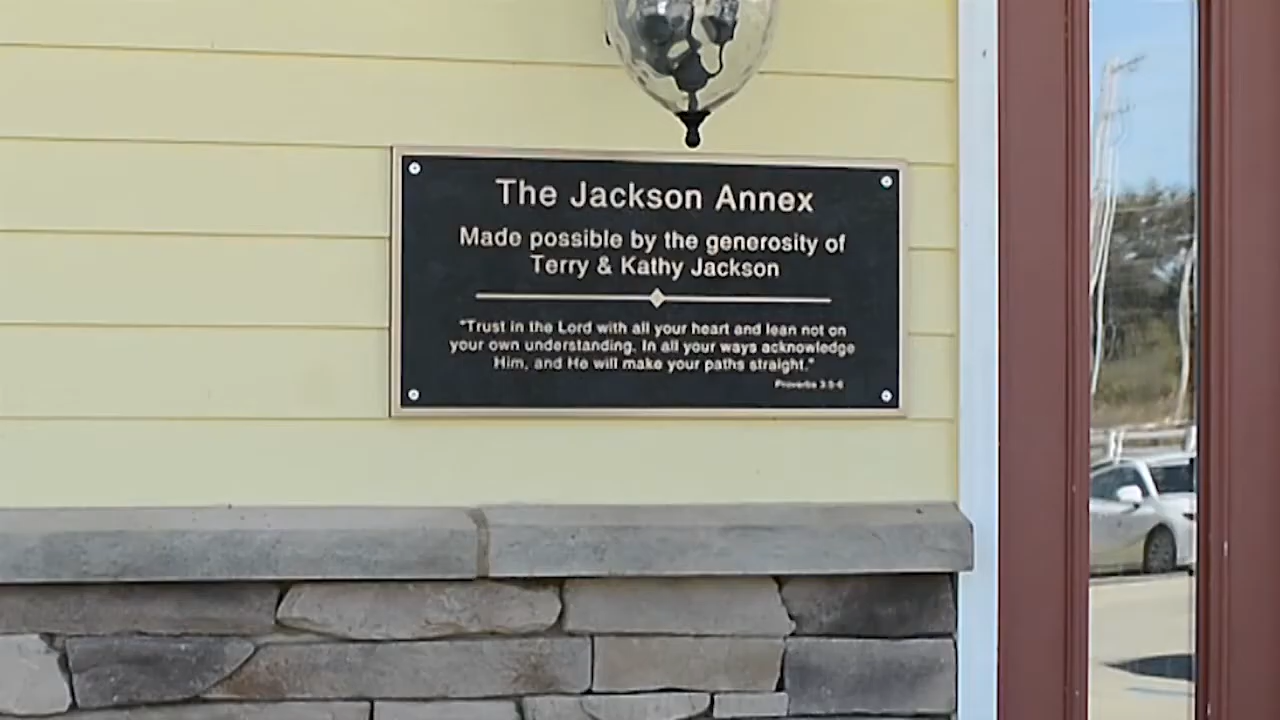 The Jackson Annex
Made possible by the generosity of
Terry & Kathy Jackson
"Trust in the Lord with all your heart and lean not on
your own understanding. In all your ways acknowledge
Him, and He will make your paths straight."
Proverbs 3:5-6